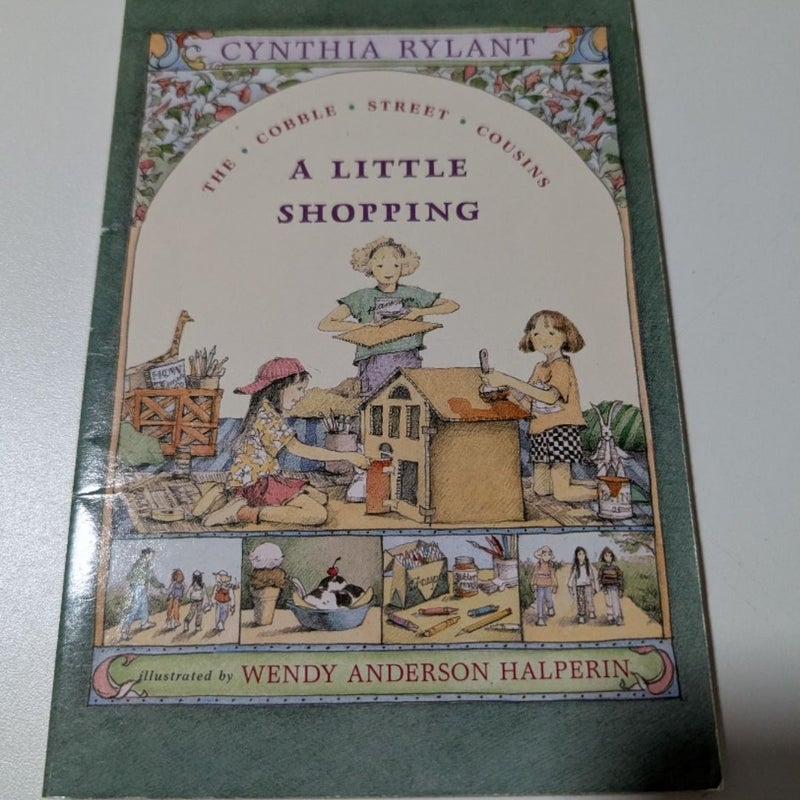 CYNTHIA RYLANT
THE • COBBLE • STREET • COUSINS
A LITTLE
SHOPPING
illustrated by WENDY ANDERSON HALPERIN